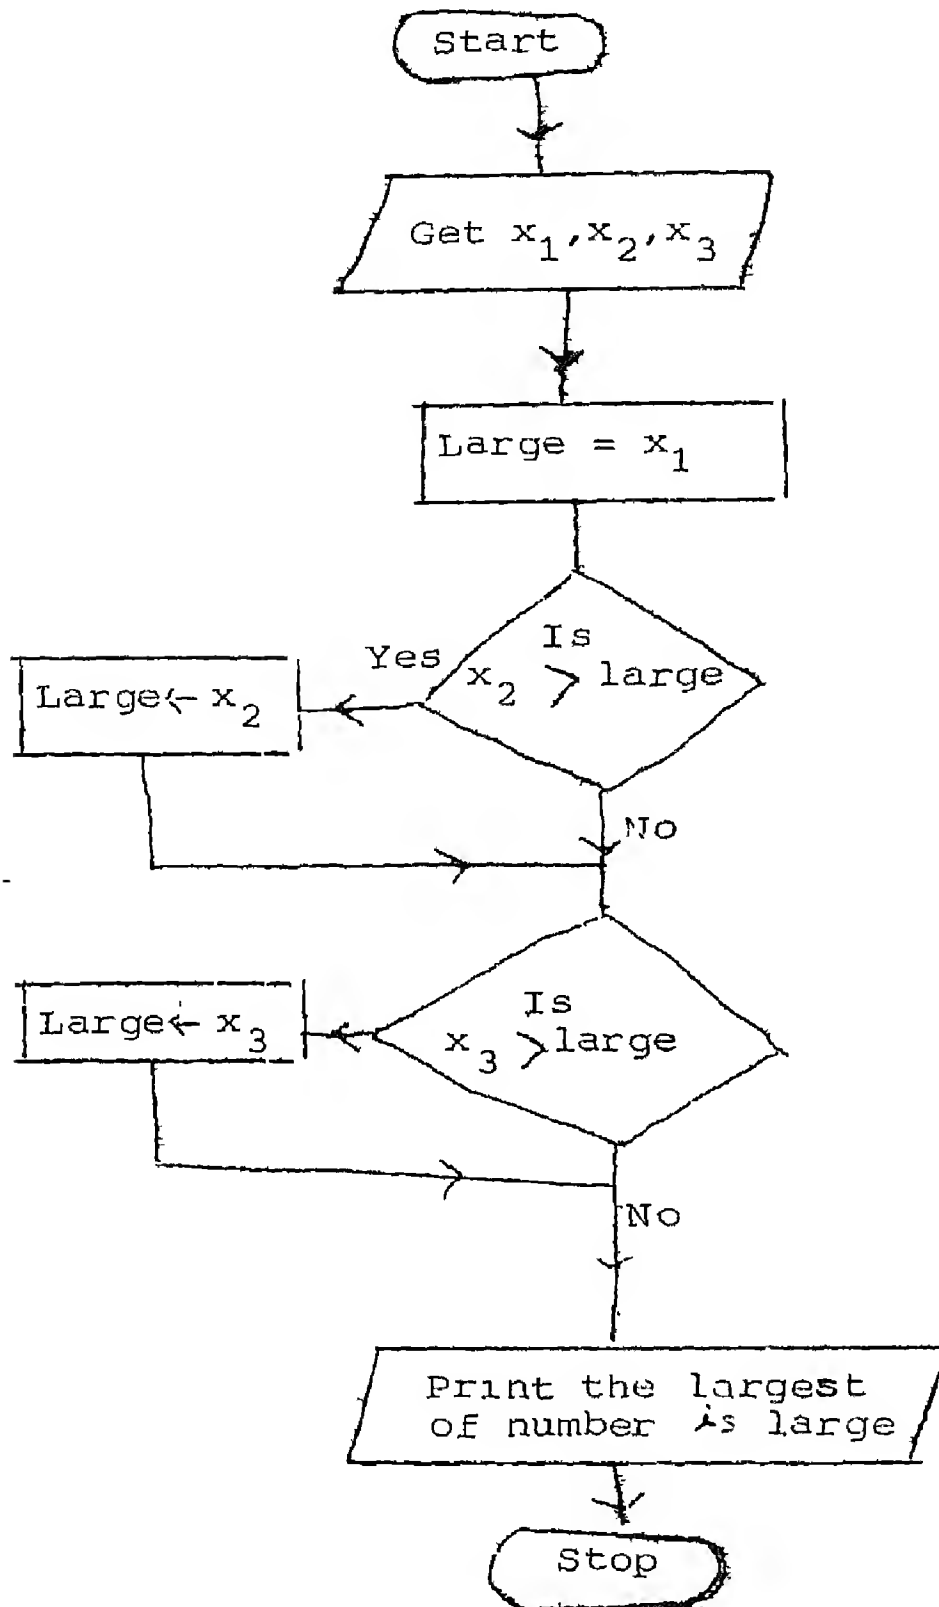 Start
Get x₁,x₂,x₃
Large = x₁
Is
Yes x₂ > large
Large← x₂
No
Is
x₃ > large
Large← x₃
No
Print the largest
of number is large
Stop